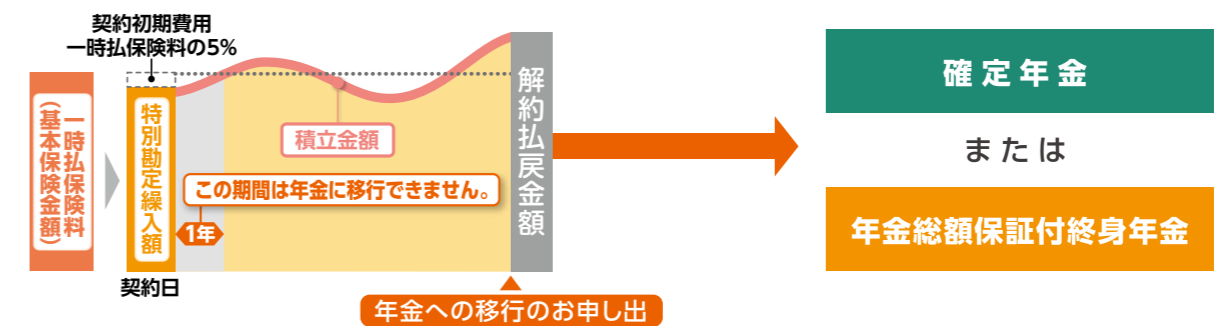 契約初期費用
一時払保険料の5%
一時払保険料
(基本保険金額)
特別勘定繰入額
積立金額
この期間は年金に移行できません。
1年
契約日
解約払戻金額
年金への移行のお申し出
確定年金
または
年金総額保証付終身年金